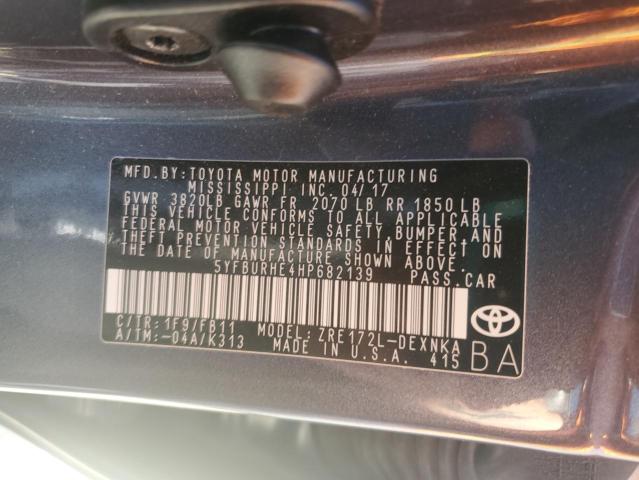 MFD.BY:TOYOTA MOTOR MANUFACTURING
MISSISSIPPI INC. 04/17
GVWR 3820LB GAWR FR 2070 LB RR 1850 LB
THIS VEHICLE CONFORMS TO ALL APPLICABLE
FEDERAL MOTOR VEHICLE SAFETY, BUMPER, AND
THEFT PREVENTION STANDARDS IN EFFECT ON
THE DATE OF MANUFACTURE SHOWN ABOVE.
5YFBURHE4HP682139 PASS.CAR
C/TR:1F9/FB11 MODEL:ZRE172L-DEXNKA
A/TM:-04A/K313 MADE IN U.S.A. 415
BA